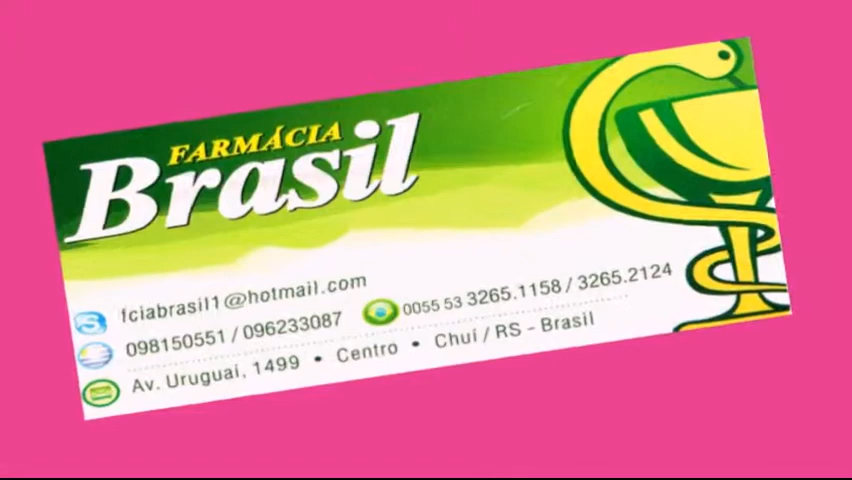 FARMÁCIA
Brasil
fciabrasil1@hotmail.com
098150551 / 096233087
0055 53 3265.1158 / 3265.2124
Av. Uruguai, 1499 • Centro • Chuí / RS - Brasil